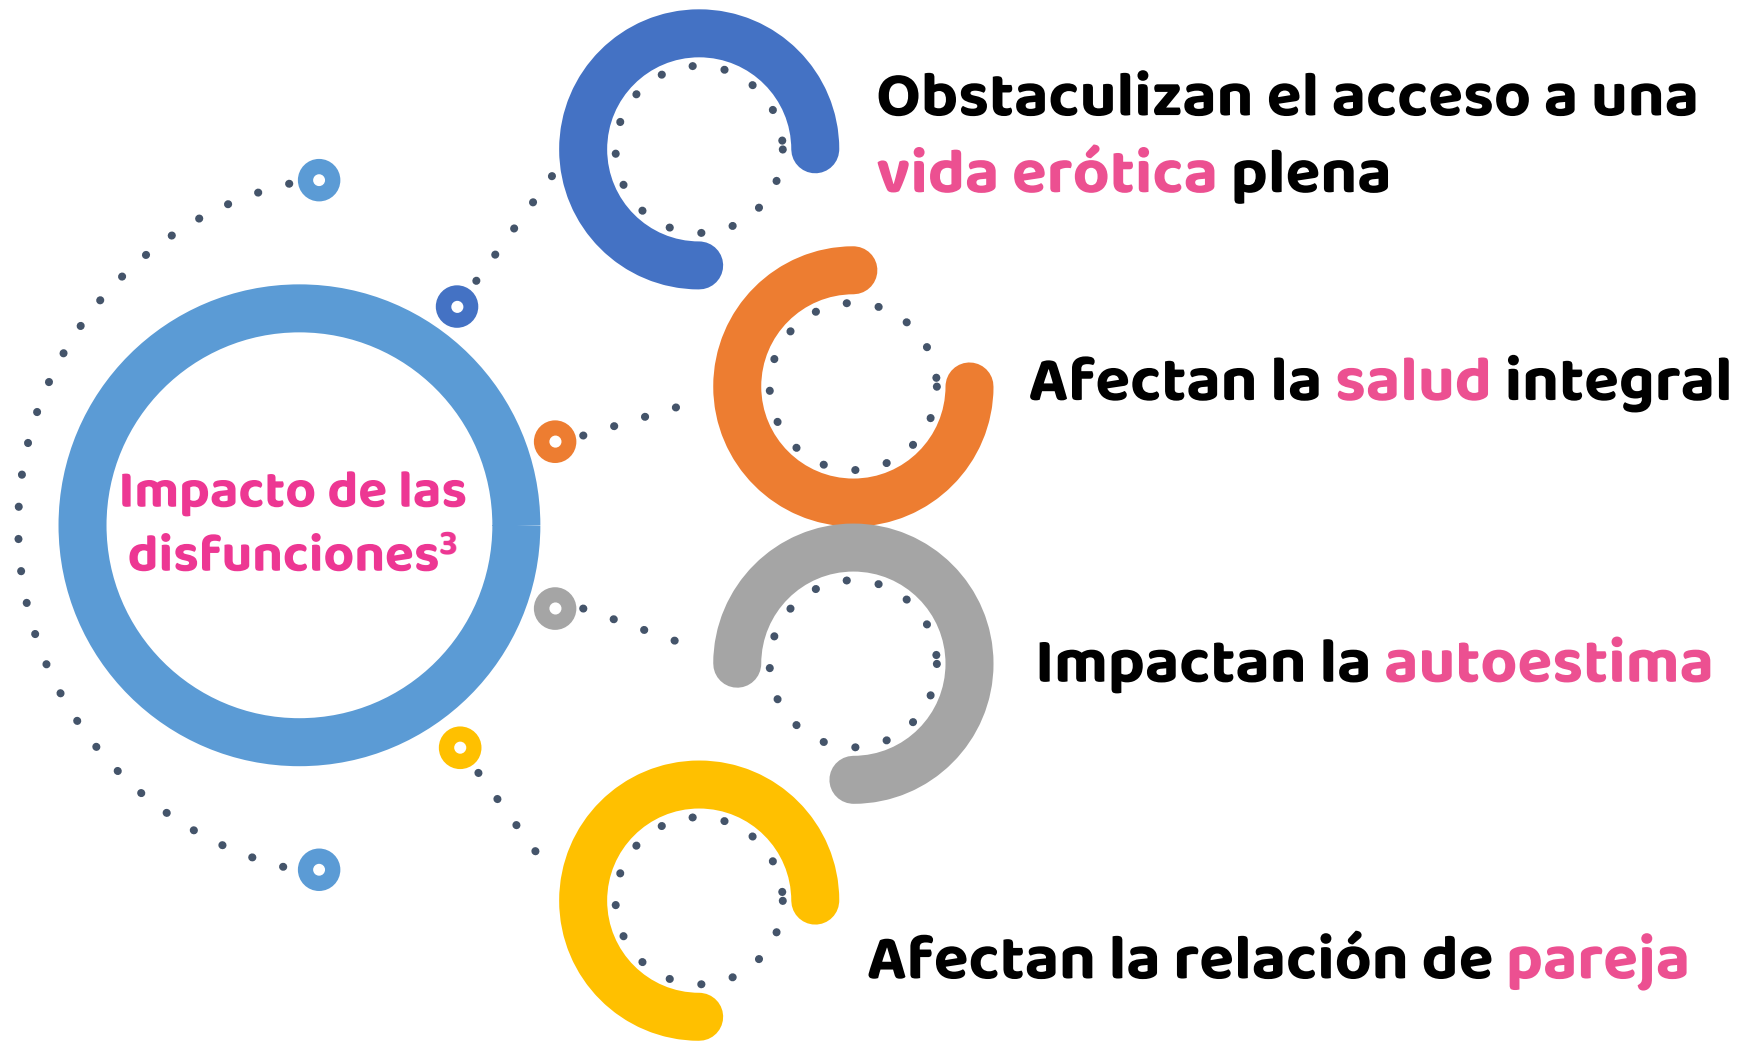 Obstaculizan el acceso a una
vida erótica plena
Afectan la salud integral
Impacto de las
disfunciones³
Impactan la autoestima
Afectan la relación de pareja